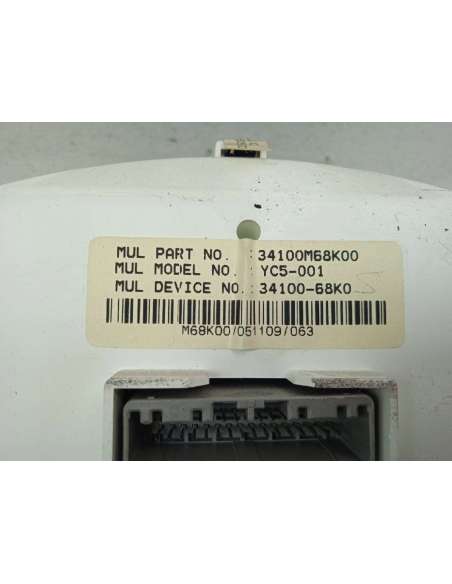 MUL PART NO. :34100M68K00
MUL MODEL NO. :YC5-001
MUL DEVICE NO.:34100-68K0
M68K00/051109/063